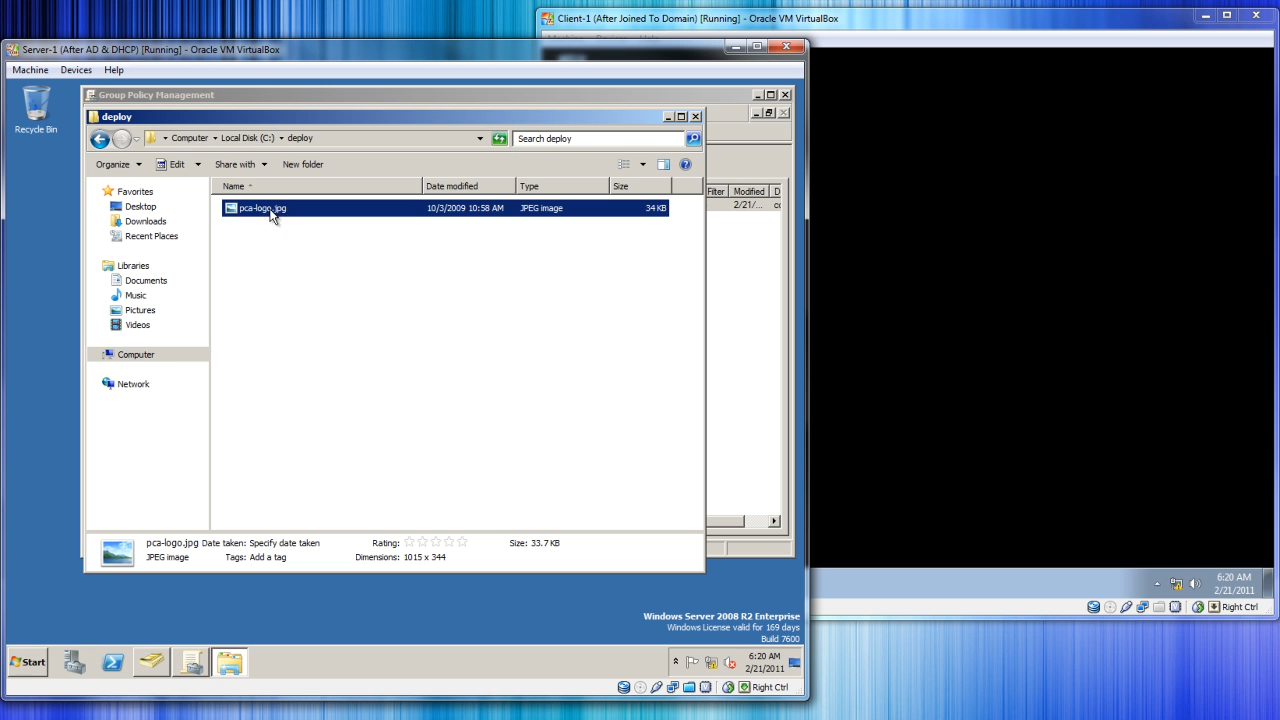 Client-1 (After Joined To Domain) [Running] - Oracle VM VirtualBox
Server-1 (After AD & DHCP) [Running] - Oracle VM VirtualBox
Machine Devices Help
Recycle Bin
Group Policy Management
deploy
Computer Local Disk (C:) deploy
Search deploy
Organize Edit Share with New folder
Name Date modified Type Size
Filter Modified D
2/21/...
Favorites
Desktop
Downloads
Recent Places
Libraries
Documents
Music
Pictures
Videos
Computer
Network
pca-logo.jpg 10/3/2009 10:58 AM JPEG image 34 KB
pca-logo.jpg Date taken: Specify date taken Rating: Size: 33.7 KB
JPEG image Tags: Add a tag Dimensions: 1015 x 344
Windows Server 2008 R2 Enterprise
Windows License valid for 169 days
Build 7600
Start
6:20 AM
2/21/2011
Right Ctrl
6:20 AM
2/21/2011
Right Ctrl